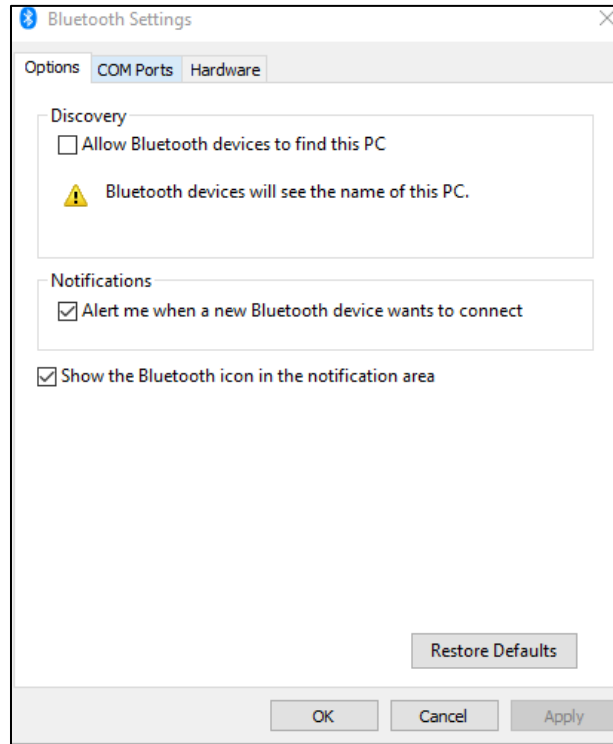 Bluetooth Settings
Options COM Ports Hardware
Discovery
Allow Bluetooth devices to find this PC
Bluetooth devices will see the name of this PC.
Notifications
Alert me when a new Bluetooth device wants to connect
Show the Bluetooth icon in the notification area
Restore Defaults
OK Cancel Apply